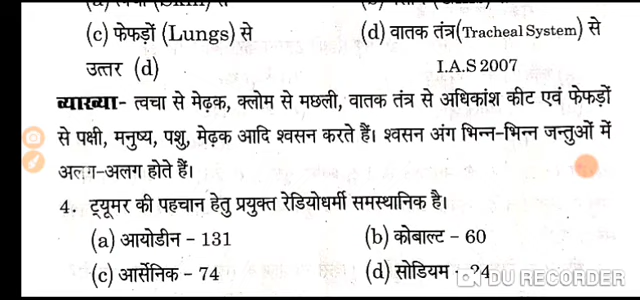 (c) फेफड़ों (Lungs) से (d) वातक तंत्र(Tracheal System) से
उत्तर (d) I.A.S 2007
व्याख्या- त्वचा से मेढ़क, क्लोम से मछली, वातक तंत्र से अधिकांश कीट एवं फेफड़ों
से पक्षी, मनुष्य, पशु, मेढ़क आदि श्वसन करते हैं। श्वसन अंग भिन्न-भिन्न जन्तुओं में
अलग-अलग होते हैं।
4. ट्यूमर की पहचान हेतु प्रयुक्त रेडियोधर्मी समस्थानिक है।
(a) आयोडीन - 131 (b) कोबाल्ट - 60
(c) आर्सेनिक - 74 (d) सोडियम - 24
DU RECORDER